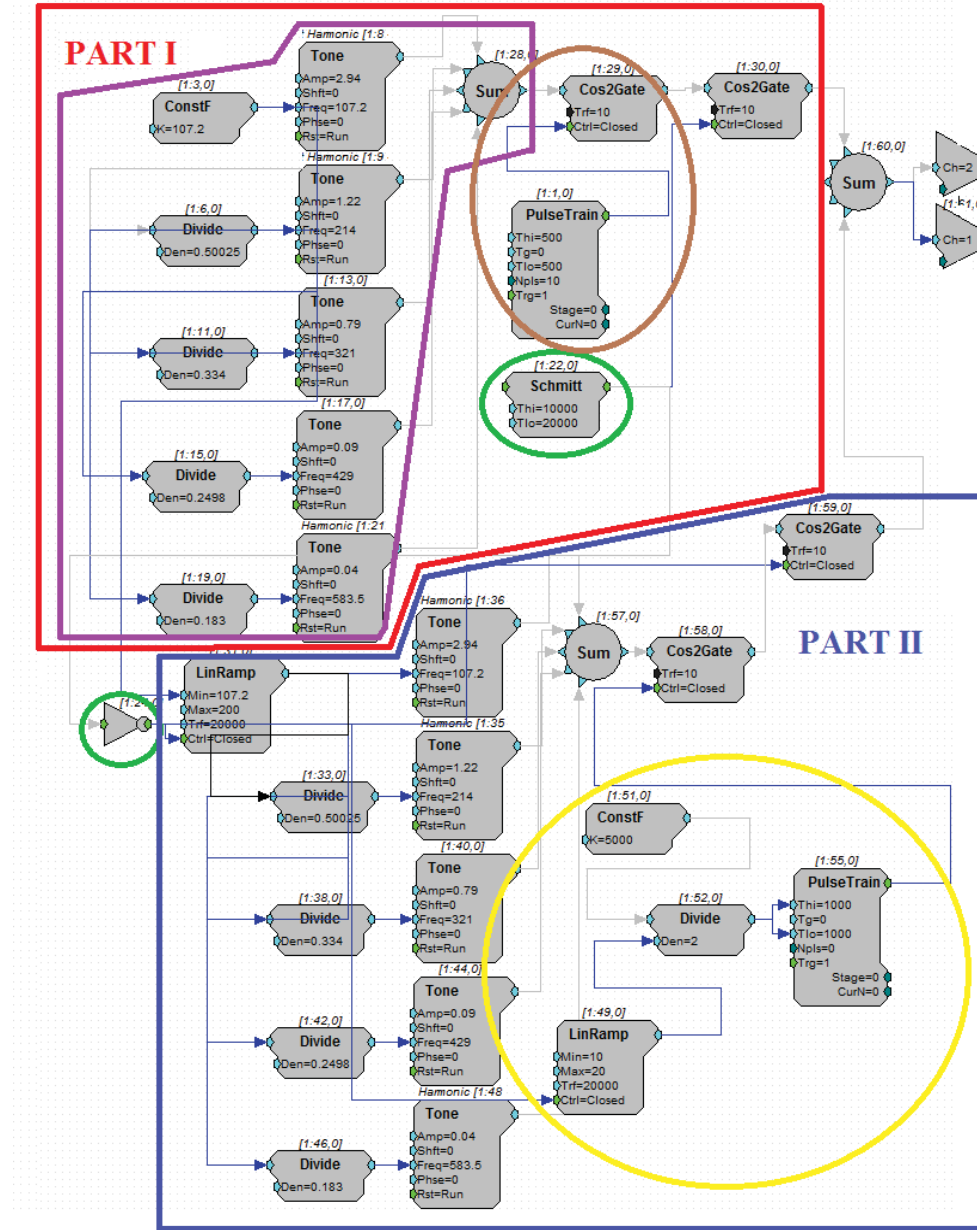 PART I
Harmonic [1:8
Tone
Amp=2.94
Shft=0
Freq=107.2
Phse=0
Rst=Run
[1:3,0]
ConstF
K=107.2
[1:28,0]
Sum
[1:29,0]
Cos2Gate
Trf=10
Ctrl=Closed
[1:30,0]
Cos2Gate
Trf=10
Ctrl=Closed
Harmonic [1:9
Tone
Amp=1.22
Shft=0
Freq=214
Phse=0
Rst=Run
[1:6,0]
Divide
Den=0.50025
[1:1,0]
PulseTrain
Thi=500
Tg=0
Tlo=500
Npls=10
Trg=1
Stage=0
CurN=0
[1:60,0]
Sum
Ch=2
Ch=1
[1:13,0]
Tone
Amp=0.79
Shft=0
Freq=321
Phse=0
Rst=Run
[1:11,0]
Divide
Den=0.334
[1:22,0]
Schmitt
Thi=10000
Tlo=20000
[1:17,0]
Tone
Amp=0.09
Shft=0
Freq=429
Phse=0
Rst=Run
[1:15,0]
Divide
Den=0.2498
Harmonic [1:21
Tone
Amp=0.04
Shft=0
Freq=583.5
Phse=0
Rst=Run
[1:19,0]
Divide
Den=0.183
[1:59,0]
Cos2Gate
Trf=10
Ctrl=Closed
PART II
LinRamp
Min=107.2
Max=200
Trf=20000
Ctrl=Closed
Harmonic [1:36
Tone
Amp=2.94
Shft=0
Freq=107.2
Phse=0
Rst=Run
[1:57,0]
Sum
[1:58,0]
Cos2Gate
Trf=10
Ctrl=Closed
Harmonic [1:35
Tone
Amp=1.22
Shft=0
Freq=214
Phse=0
Rst=Run
[1:33,0]
Divide
Den=0.50025
[1:51,0]
ConstF
K=5000
[1:40,0]
Tone
Amp=0.79
Shft=0
Freq=321
Phse=0
Rst=Run
[1:38,0]
Divide
Den=0.334
[1:52,0]
Divide
Den=2
[1:55,0]
PulseTrain
Thi=1000
Tg=0
Tlo=1000
Npls=0
Trg=1
Stage=0
CurN=0
[1:44,0]
Tone
Amp=0.09
Shft=0
Freq=429
Phse=0
Rst=Run
[1:42,0]
Divide
Den=0.2498
[1:49,0]
LinRamp
Min=10
Max=20
Trf=20000
Ctrl=Closed
Harmonic [1:48
Tone
Amp=0.04
Shft=0
Freq=583.5
Phse=0
Rst=Run
[1:46,0]
Divide
Den=0.183